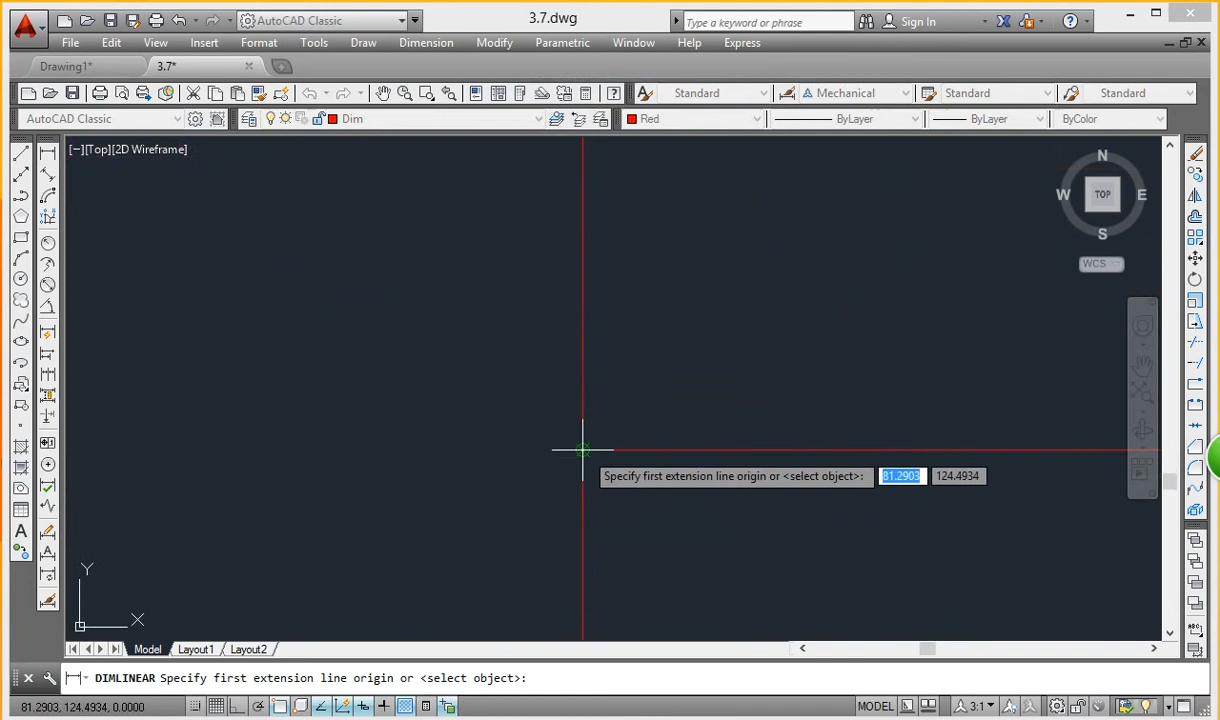 AutoCAD Classic
3.7.dwg
Type a keyword or phrase
Sign In
File Edit View Insert Format Tools Draw Dimension Modify Parametric Window Help Express
Drawing1* 3.7*
Standard Mechanical Standard Standard
AutoCAD Classic Dim Red ByLayer ByLayer ByColor
[−][Top][2D Wireframe]
N
W TOP E
S
WCS
Specify first extension line origin or <select object>: 81.2903 124.4934
Y
X
Model Layout1 Layout2
DIMLINEAR Specify first extension line origin or <select object>:
81.2903, 124.4934, 0.0000 MODEL 3:1